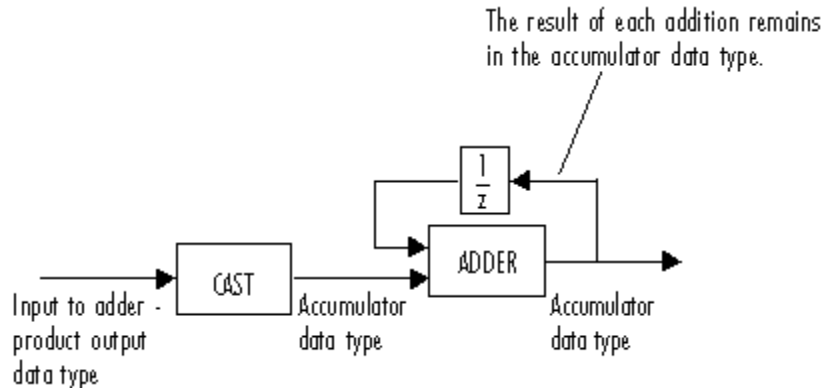 The result of each addition remains
in the accumulator data type.
1
z
ADDER
CAST
Input to adder -
product output
data type
Accumulator
data type
Accumulator
data type